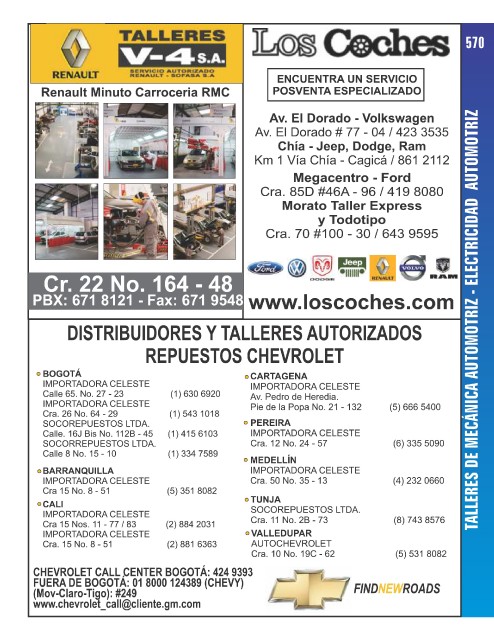 570
TALLERES DE MECÁNICA AUTOMOTRIZ - ELECTRICIDAD AUTOMOTRIZ
RENAULT
TALLERES
V-4 S.A.
SERVICIO AUTORIZADO
RENAULT - SOFASA S.A
Renault Minuto Carroceria RMC
Cr. 22 No. 164 - 48
PBX: 671 8121 - Fax: 671 9548
Los Coches
ENCUENTRA UN SERVICIO
POSVENTA ESPECIALIZADO
Av. El Dorado - Volkswagen
Av. El Dorado # 77 - 04 / 423 3535
Chía - Jeep, Dodge, Ram
Km 1 Vía Chía - Cagicá / 861 2112
Megacentro - Ford
Cra. 85D #46A - 96 / 419 8080
Morato Taller Express
y Todotipo
Cra. 70 #100 - 30 / 643 9595
Ford
DODGE
Jeep
RENAULT
VOLVO
RAM
www.loscoches.com
DISTRIBUIDORES Y TALLERES AUTORIZADOS
REPUESTOS CHEVROLET
BOGOTÁ
IMPORTADORA CELESTE
Calle 65. No. 27 - 23 (1) 630 6920
IMPORTADORA CELESTE
Cra. 26 No. 64 - 29 (1) 543 1018
SOCOREPUESTOS LTDA.
Calle. 16J Bis No. 112B - 45 (1) 415 6103
SOCORREPUESTOS LTDA.
Calle 8 No. 15 - 10 (1) 334 7589
BARRANQUILLA
IMPORTADORA CELESTE
Cra 15 No. 8 - 51 (5) 351 8082
CALI
IMPORTADORA CELESTE
Cra 15 Nos. 11 - 77 / 83 (2) 884 2031
IMPORTADORA CELESTE
Cra. 15 No. 8 - 51 (2) 881 6363
CARTAGENA
IMPORTADORA CELESTE
Av. Pedro de Heredia.
Pie de la Popa No. 21 - 132 (5) 666 5400
PEREIRA
IMPORTADORA CELESTE
Cra. 12 No. 24 - 57 (6) 335 5090
MEDELLÍN
IMPORTADORA CELESTE
Cra. 50 No. 35 - 13 (4) 232 0660
TUNJA
SOCOREPUESTOS LTDA.
Cra. 11 No. 2B - 73 (8) 743 8576
VALLEDUPAR
AUTOCHEVROLET
Cra. 10 No. 19C - 62 (5) 531 8082
CHEVROLET CALL CENTER BOGOTÁ: 424 9393
FUERA DE BOGOTÁ: 01 8000 124389 (CHEVY)
(Mov-Claro-Tigo): #249
www.chevrolet_call@cliente.gm.com
FIND NEW ROADS